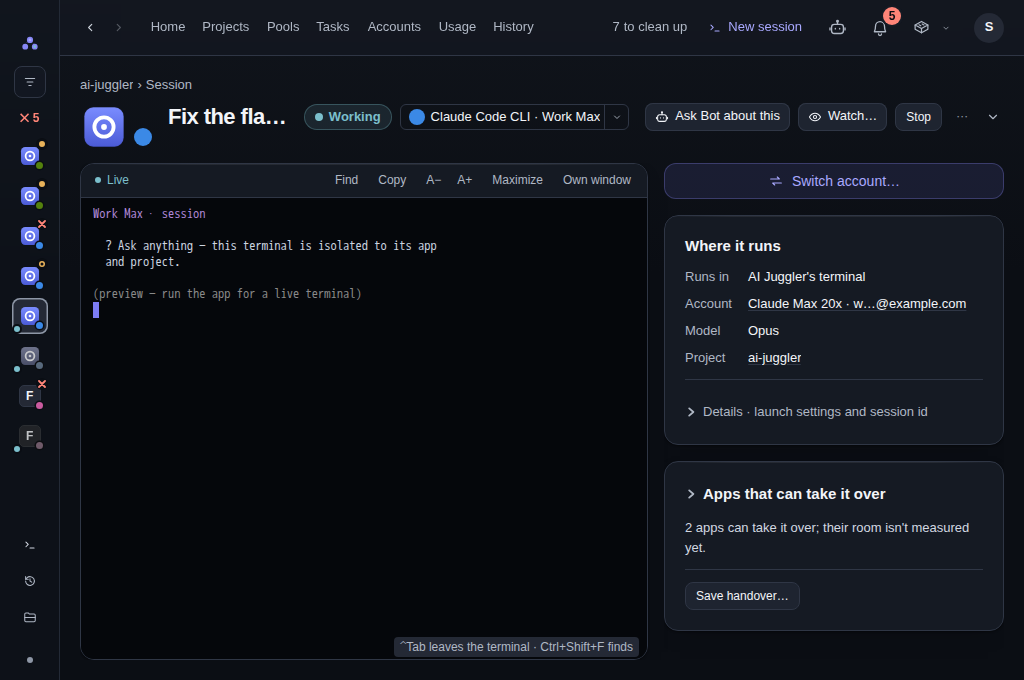 Home Projects Pools Tasks Accounts Usage History 7 to clean up New session 5 S
5
ai-juggler › Session
Fix the fla… Working Claude Code CLI · Work Max Ask Bot about this Watch… Stop ···
Live Find Copy A− A+ Maximize Own window
Work Max · session
? Ask anything — this terminal is isolated to its app
and project.
(preview — run the app for a live terminal)
^Tab leaves the terminal · Ctrl+Shift+F finds
Switch account…
Where it runs
Runs in AI Juggler's terminal
Account Claude Max 20x · w…@example.com
Model Opus
Project ai-juggler
Details · launch settings and session id
Apps that can take it over
2 apps can take it over; their room isn't measured
yet.
Save handover…
F
F